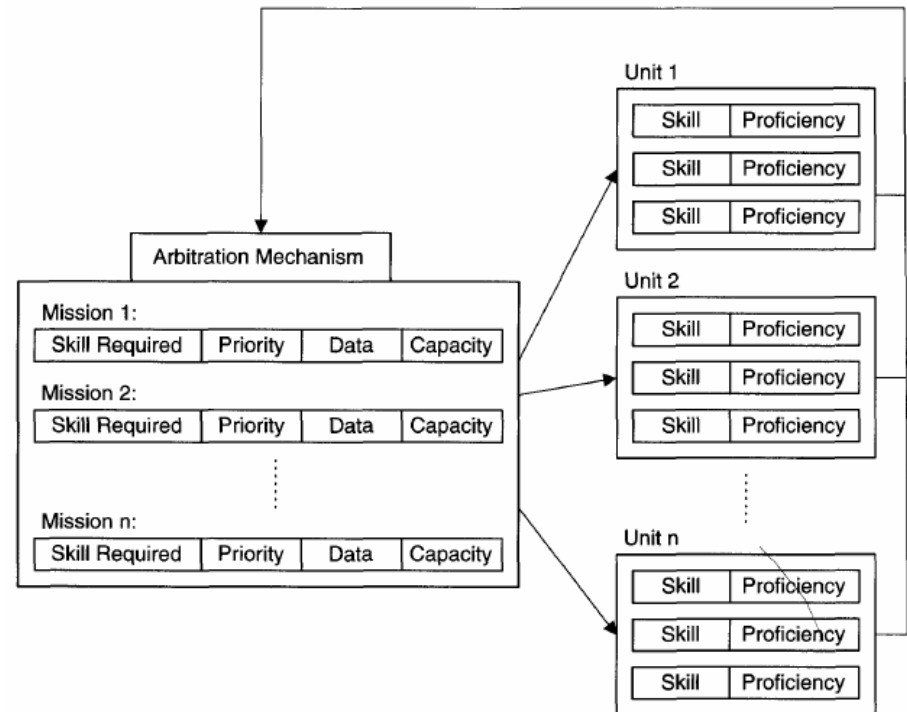 Unit 1
Skill Proficiency
Skill Proficiency
Skill Proficiency
Arbitration Mechanism
Mission 1:
Skill Required Priority Data Capacity
Mission 2:
Skill Required Priority Data Capacity
Mission n:
Skill Required Priority Data Capacity
Unit 2
Skill Proficiency
Skill Proficiency
Skill Proficiency
Unit n
Skill Proficiency
Skill Proficiency
Skill Proficiency